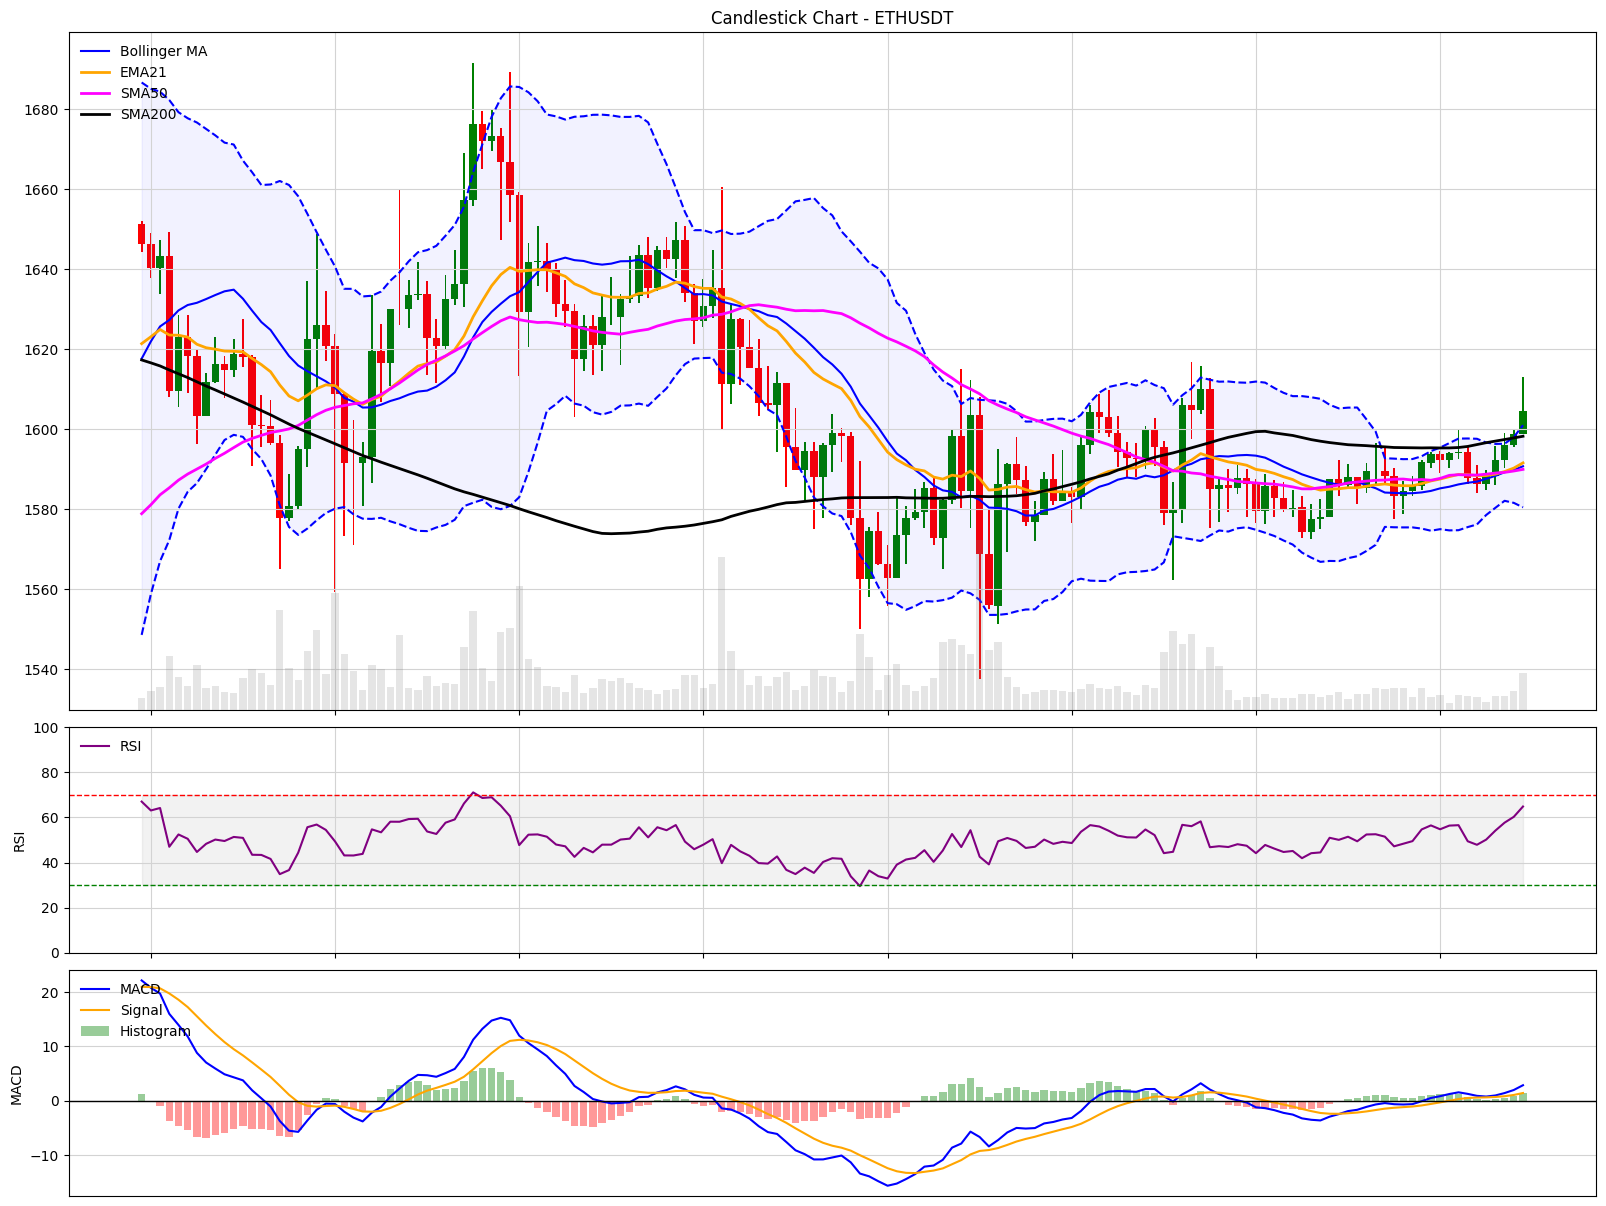 Candlestick Chart - ETHUSDT
Bollinger MA
EMA21
SMA50
SMA200
1680
1660
1640
1620
1600
1580
1560
1540
RSI
100
80
60
40
20
0
RSI
MACD
Signal
Histogram
20
10
0
−10
MACD